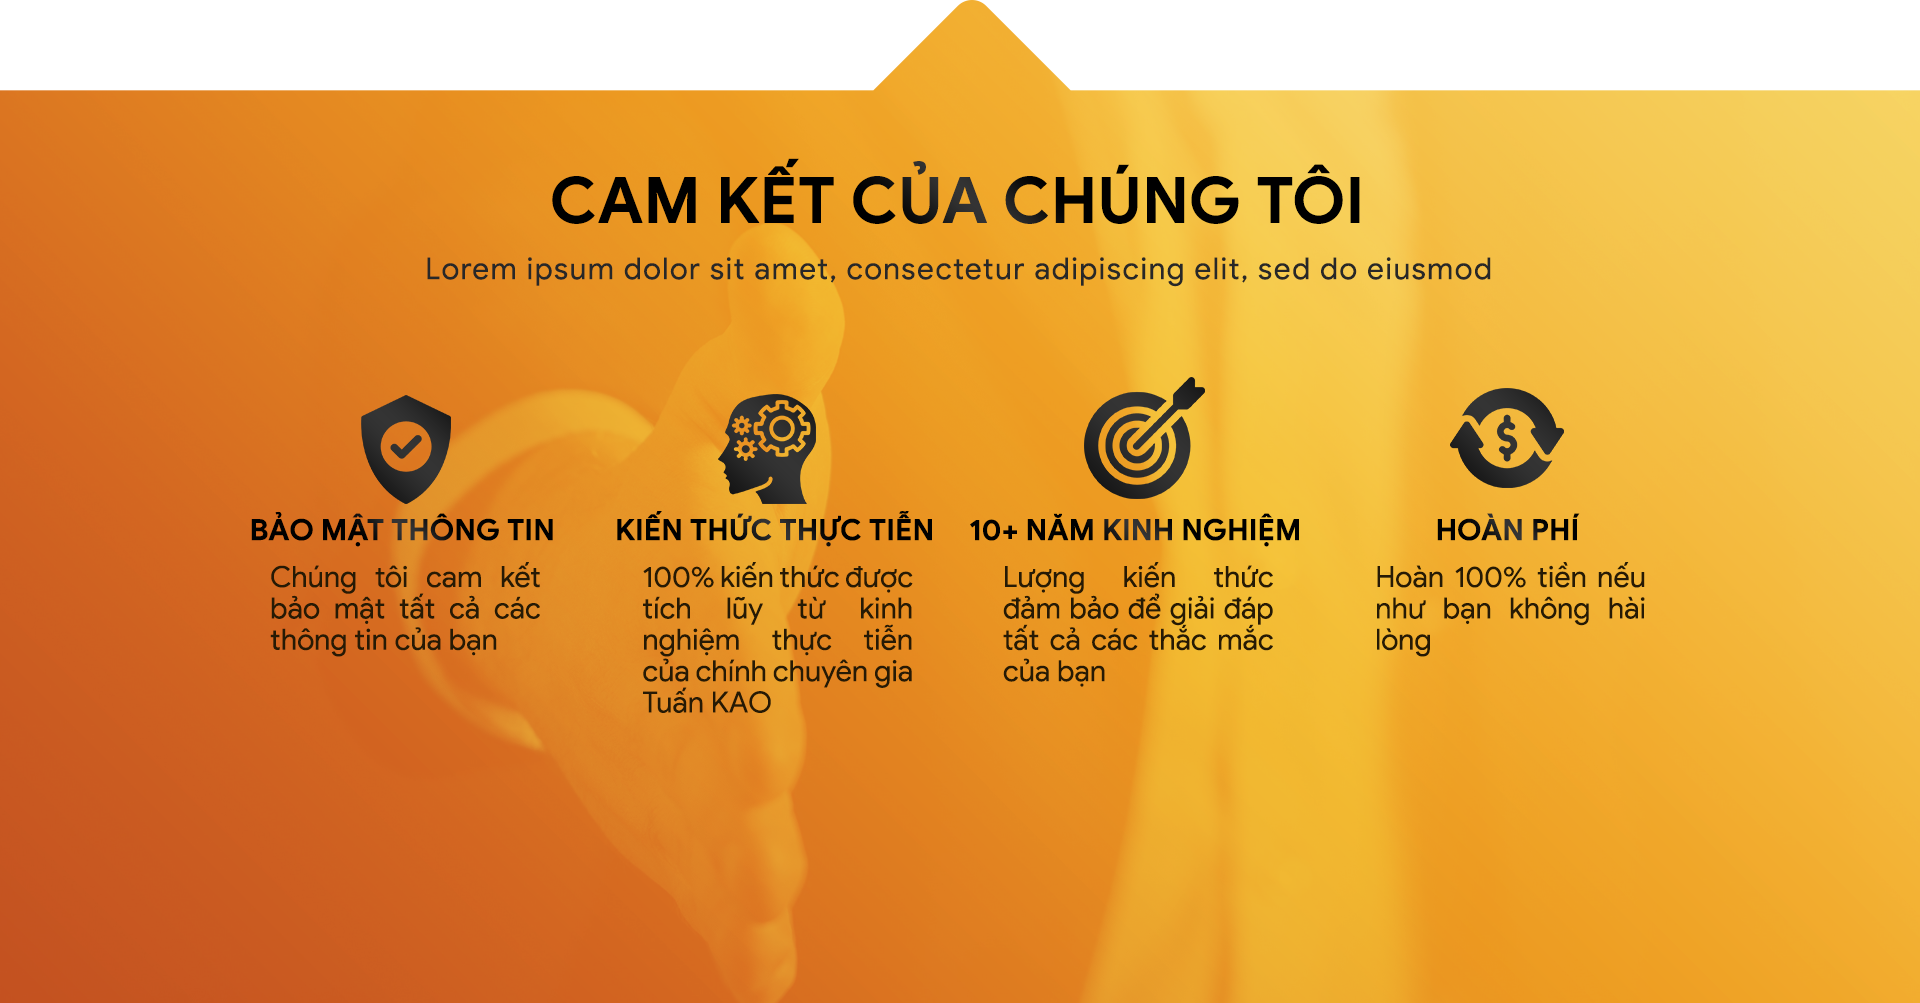 CAM KẾT CỦA CHÚNG TÔI
Lorem ipsum dolor sit amet, consectetur adipiscing elit, sed do eiusmod
BẢO MẬT THÔNG TIN
Chúng tôi cam kết
bảo mật tất cả các
thông tin của bạn
KIẾN THỨC THỰC TIỄN
100% kiến thức được
tích lũy từ kinh
nghiệm thực tiễn
của chính chuyên gia
Tuấn KAO
10+ NĂM KINH NGHIỆM
Lượng kiến thức
đảm bảo để giải đáp
tất cả các thắc mắc
của bạn
HOÀN PHÍ
Hoàn 100% tiền nếu
như bạn không hài
lòng